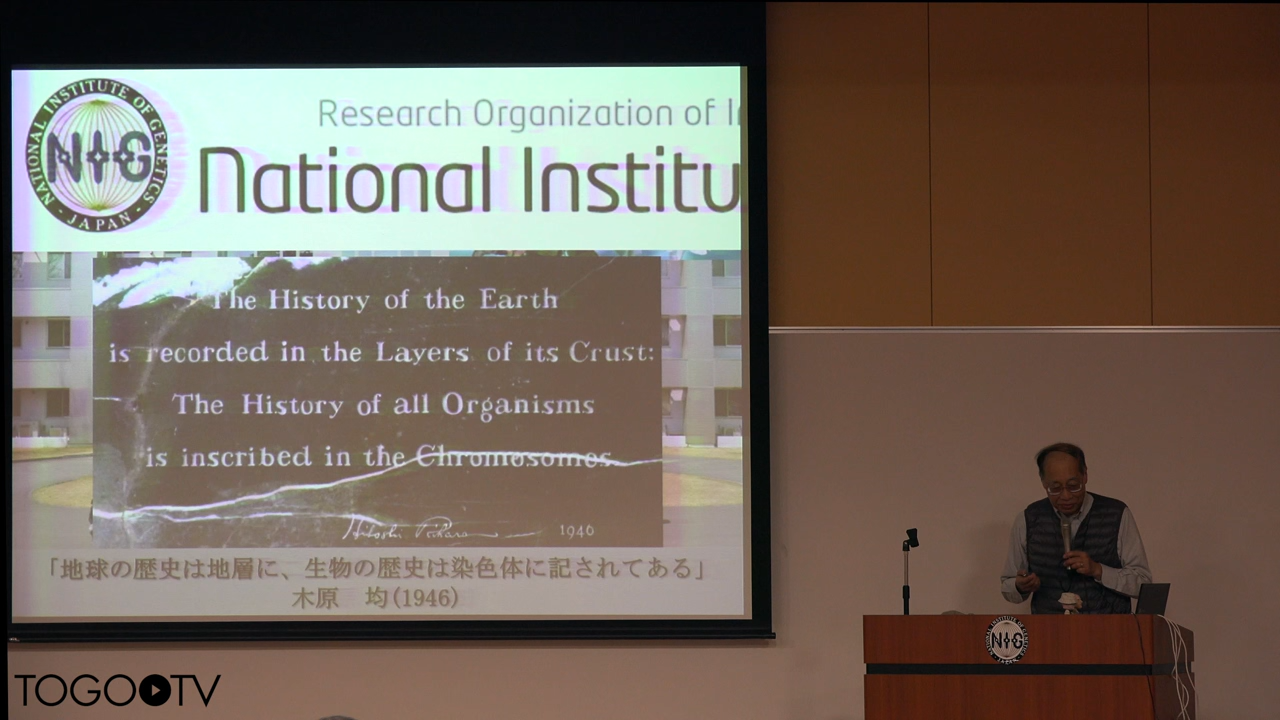 NATIONAL INSTITUTE OF GENETICS
· JAPAN ·
NIG
Research Organization of I
National Institu
The History of the Earth
is recorded in the Layers of its Crust:
The History of all Organisms
is inscribed in the Chromosomes.
Hitoshi Kihara 1946
「地球の歴史は地層に、生物の歴史は染色体に記されてある」
木原　均(1946)
NIG
TOGO TV